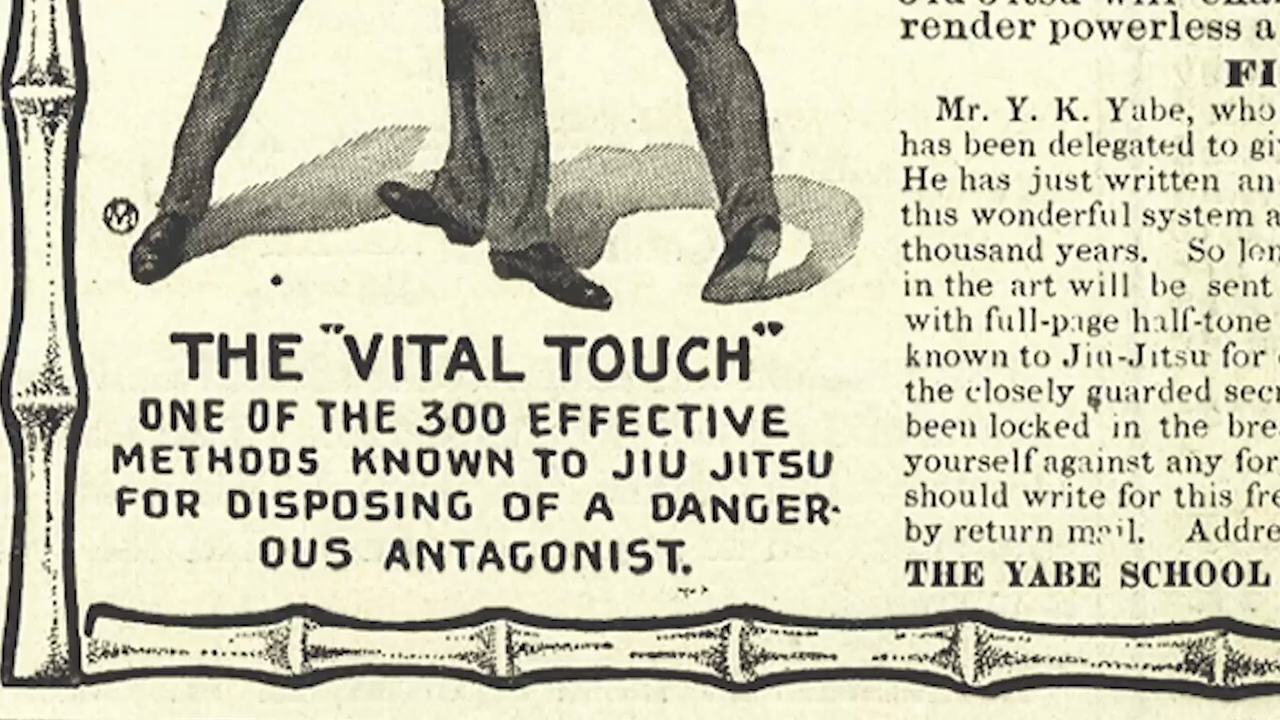 render powerless a
FI
Mr. Y. K. Yabe, who
has been delegated to gi
He has just written an
this wonderful system a
thousand years. So lon
in the art will be sent
with full-page half-tone
known to Jiu-Jitsu for
the closely guarded secr
been locked in the bre
yourself against any for
should write for this fre
by return mail. Addre
THE YABE SCHOOL
THE "VITAL TOUCH"
ONE OF THE 300 EFFECTIVE
METHODS KNOWN TO JIU JITSU
FOR DISPOSING OF A DANGER-
OUS ANTAGONIST.